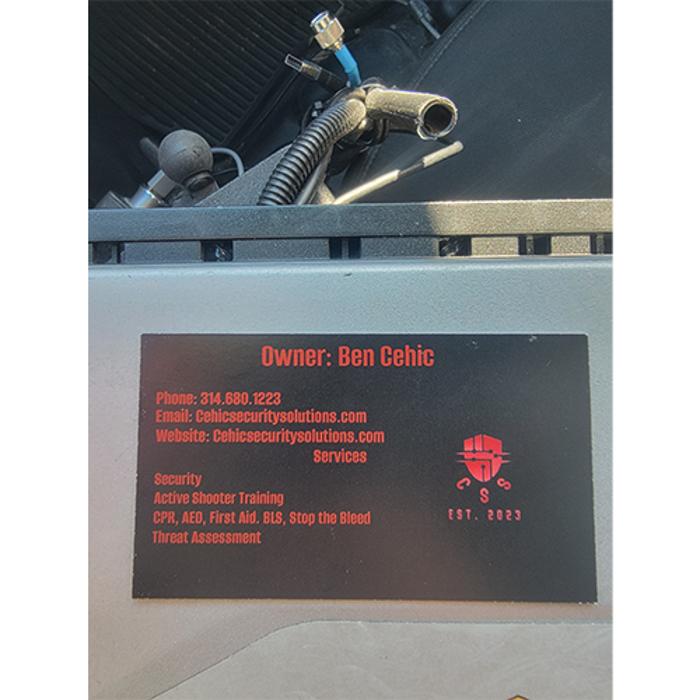 Owner: Ben Cehic
Phone: 314.680.1223
Email: Cehicsecuritysolutions.com
Website: Cehicsecuritysolutions.com
Services
Security
Active Shooter Training
CPR, AED, First Aid. BLS, Stop the Bleed
Threat Assessment
C S S
EST. 2023